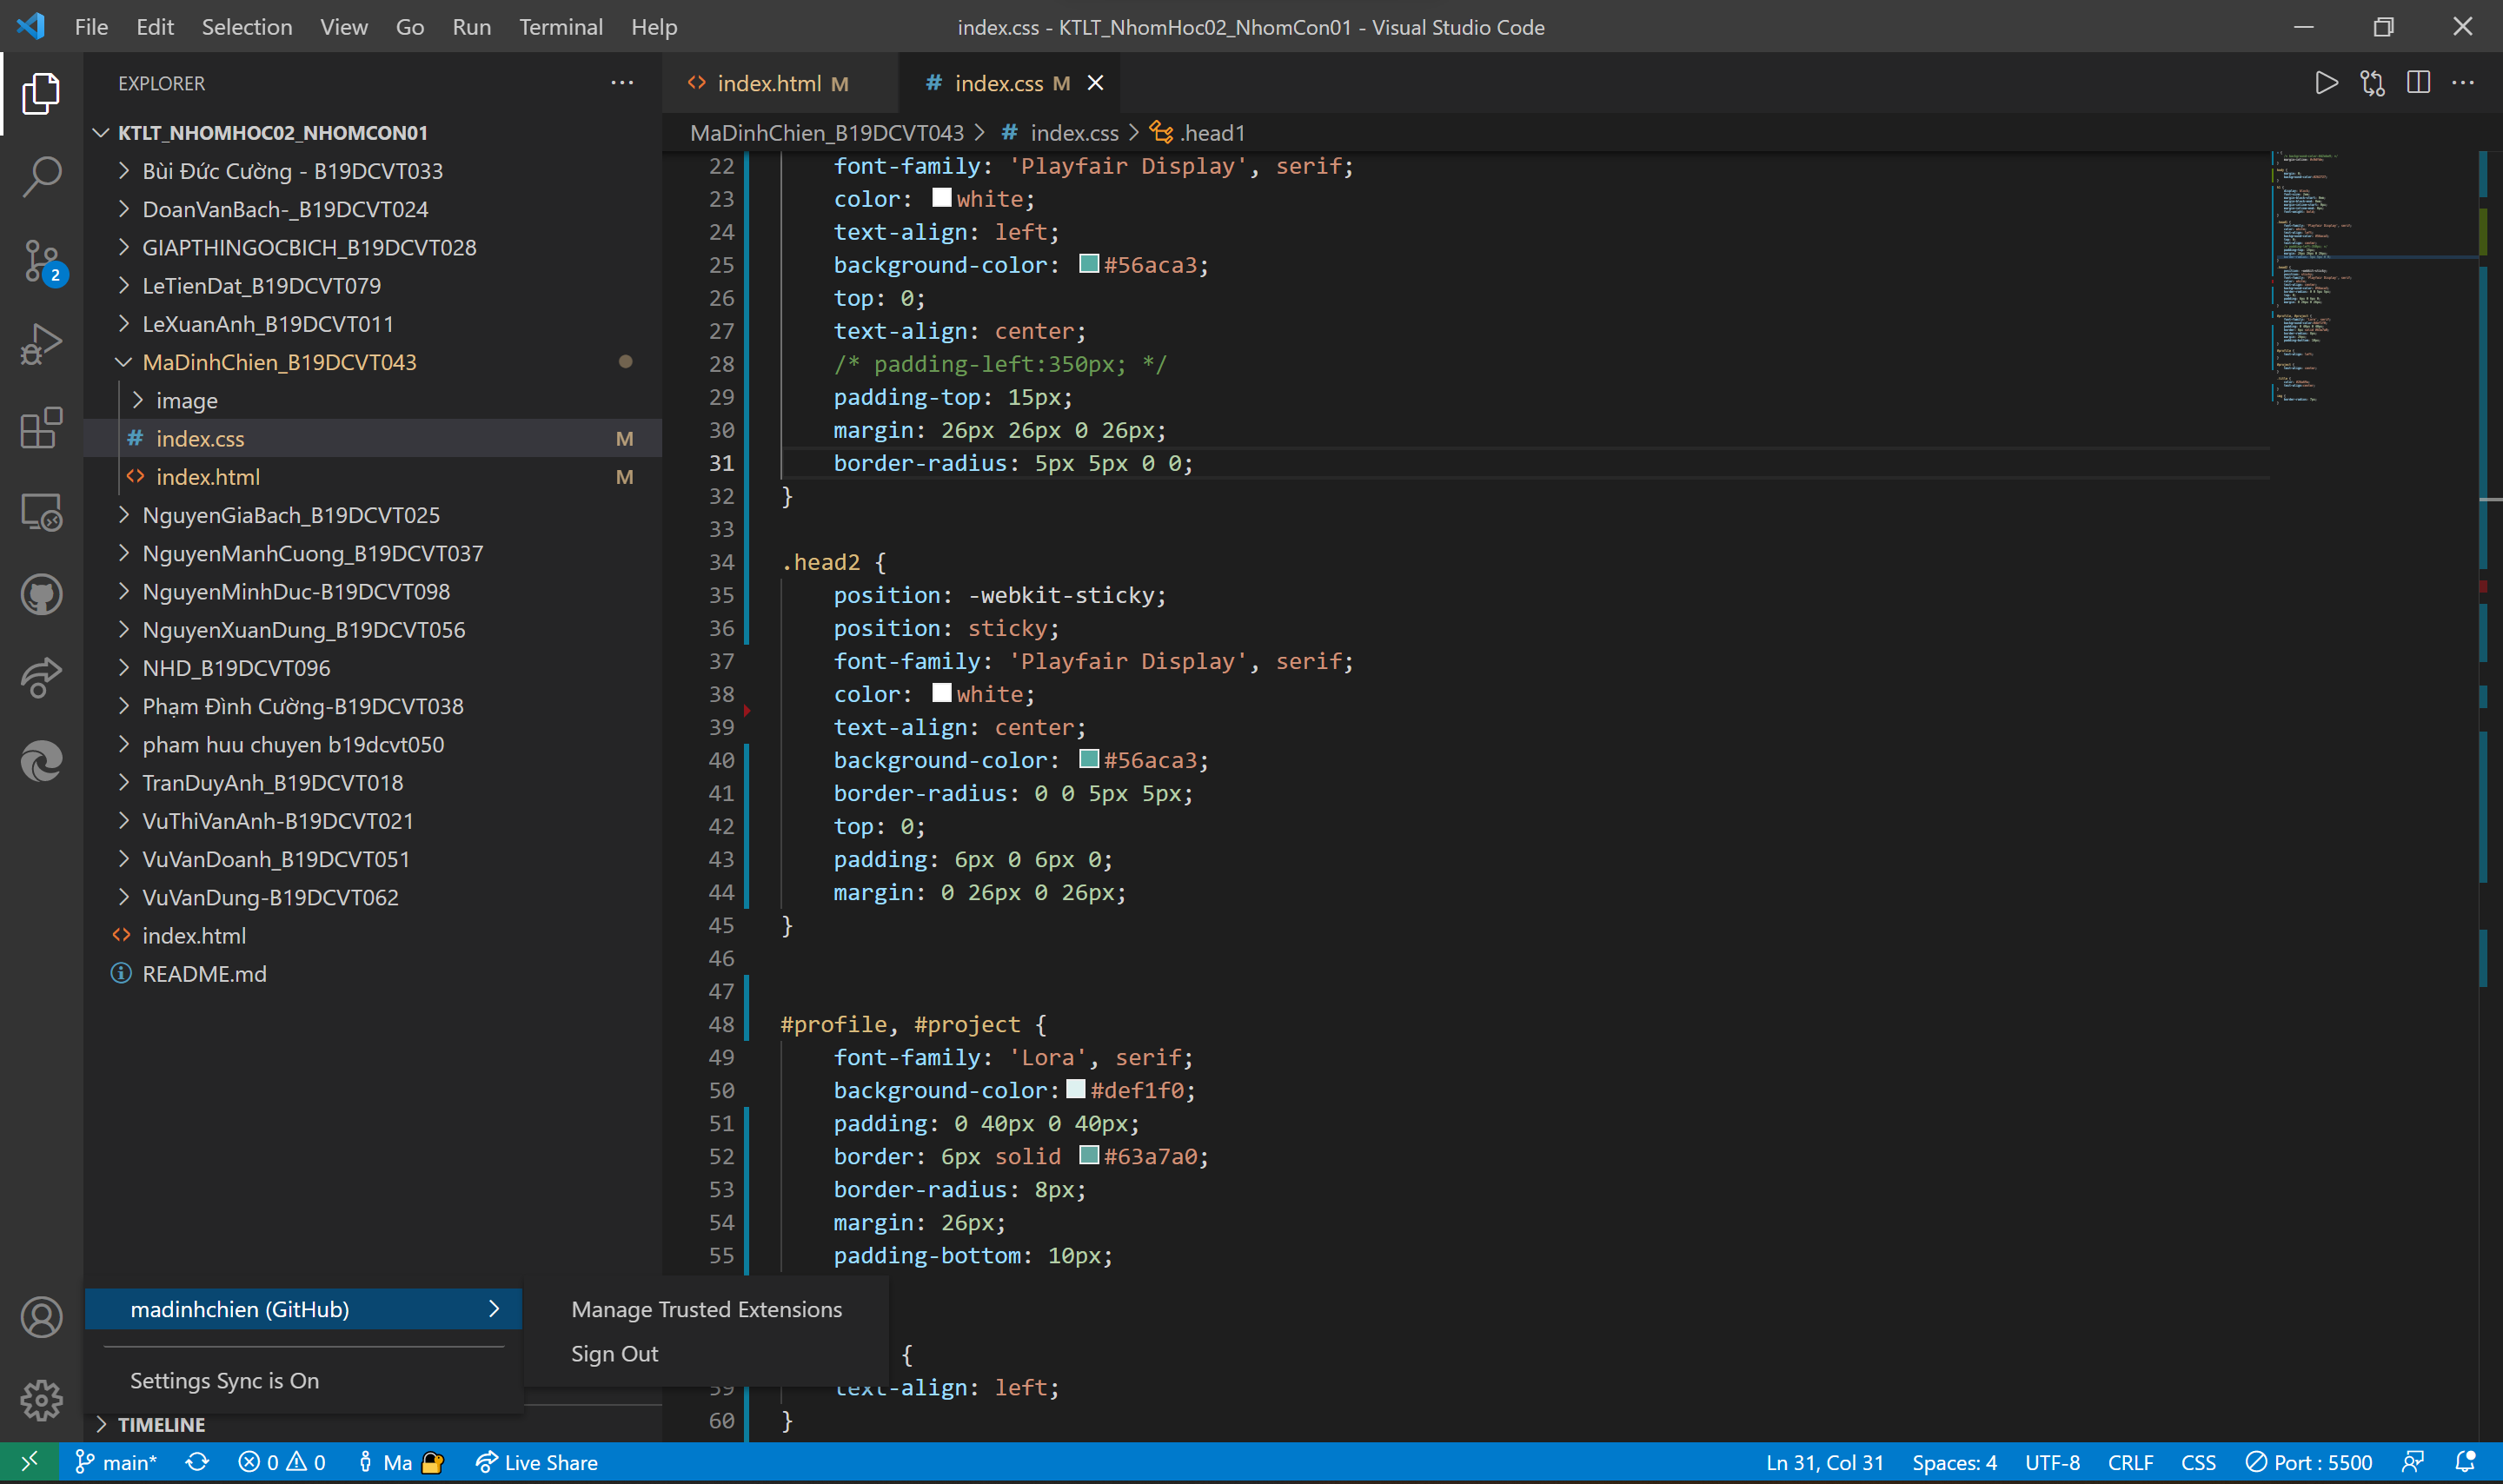 File Edit Selection View Go Run Terminal Help
index.css - KTLT_NhomHoc02_NhomCon01 - Visual Studio Code
EXPLORER
KTLT_NHOMHOC02_NHOMCON01
Bùi Đức Cường - B19DCVT033
DoanVanBach-_B19DCVT024
GIAPTHINGOCBICH_B19DCVT028
LeTienDat_B19DCVT079
LeXuanAnh_B19DCVT011
MaDinhChien_B19DCVT043
image
index.css M
index.html M
NguyenGiaBach_B19DCVT025
NguyenManhCuong_B19DCVT037
NguyenMinhDuc-B19DCVT098
NguyenXuanDung_B19DCVT056
NHD_B19DCVT096
Phạm Đình Cường-B19DCVT038
pham huu chuyen b19dcvt050
TranDuyAnh_B19DCVT018
VuThiVanAnh-B19DCVT021
VuVanDoanh_B19DCVT051
VuVanDung-B19DCVT062
index.html
README.md
2
madinhchien (GitHub)
Settings Sync is On
Manage Trusted Extensions
Sign Out
TIMELINE
index.html M
index.css M
MaDinhChien_B19DCVT043 > # index.css > .head1
22 font-family: 'Playfair Display', serif;
23 color: white;
24 text-align: left;
25 background-color: #56aca3;
26 top: 0;
27 text-align: center;
28 /* padding-left:350px; */
29 padding-top: 15px;
30 margin: 26px 26px 0 26px;
31 border-radius: 5px 5px 0 0;
32 }
33
34 .head2 {
35 position: -webkit-sticky;
36 position: sticky;
37 font-family: 'Playfair Display', serif;
38 color: white;
39 text-align: center;
40 background-color: #56aca3;
41 border-radius: 0 0 5px 5px;
42 top: 0;
43 padding: 6px 0 6px 0;
44 margin: 0 26px 0 26px;
45 }
46
47
48 #profile, #project {
49 font-family: 'Lora', serif;
50 background-color:#def1f0;
51 padding: 0 40px 0 40px;
52 border: 6px solid #63a7a0;
53 border-radius: 8px;
54 margin: 26px;
55 padding-bottom: 10px;
{
59 text-align: left;
60 }
main* 0 0 Ma Live Share
Ln 31, Col 31 Spaces: 4 UTF-8 CRLF CSS Port : 5500